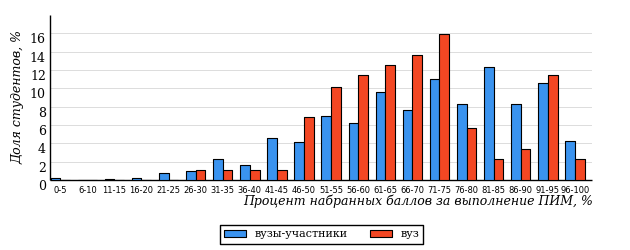 Доля студентов, %
16
14
12
10
8
6
4
2
0
0-5 6-10 11-15 16-20 21-25 26-30 31-35 36-40 41-45 46-50 51-55 56-60 61-65 66-70 71-75 76-80 81-85 86-90 91-95 96-100
Процент набранных баллов за выполнение ПИМ, %
вузы-участники вуз